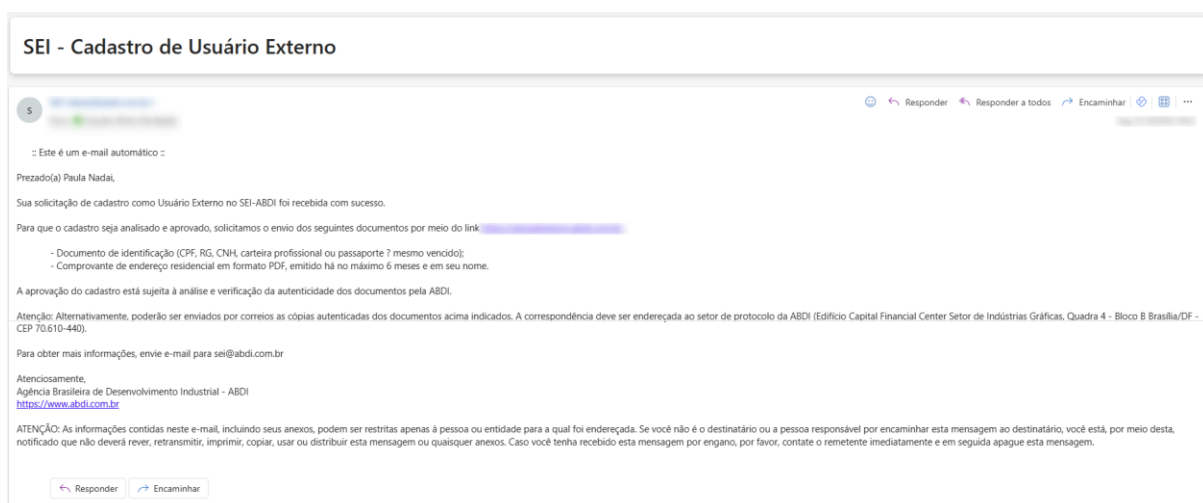 SEI - Cadastro de Usuário Externo
S
Responder Responder a todos Encaminhar
:: Este é um e-mail automático ::
Prezado(a) Paula Nadai,
Sua solicitação de cadastro como Usuário Externo no SEI-ABDI foi recebida com sucesso.
Para que o cadastro seja analisado e aprovado, solicitamos o envio dos seguintes documentos por meio do link
- Documento de identificação (CPF, RG, CNH, carteira profissional ou passaporte ? mesmo vencido);
- Comprovante de endereço residencial em formato PDF, emitido há no máximo 6 meses e em seu nome.
A aprovação do cadastro está sujeita à análise e verificação da autenticidade dos documentos pela ABDI.
Atenção: Alternativamente, poderão ser enviados por correios as cópias autenticadas dos documentos acima indicados. A correspondência deve ser endereçada ao setor de protocolo da ABDI (Edifício Capital Financial Center Setor de Indústrias Gráficas, Quadra 4 - Bloco B Brasília/DF -
CEP 70.610-440).
Para obter mais informações, envie e-mail para sei@abdi.com.br
Atenciosamente,
Agência Brasileira de Desenvolvimento Industrial - ABDI
https://www.abdi.com.br
ATENÇÃO: As informações contidas neste e-mail, incluindo seus anexos, podem ser restritas apenas à pessoa ou entidade para a qual foi endereçada. Se você não é o destinatário ou a pessoa responsável por encaminhar esta mensagem ao destinatário, você está, por meio desta,
notificado que não deverá rever, retransmitir, imprimir, copiar, usar ou distribuir esta mensagem ou quaisquer anexos. Caso você tenha recebido esta mensagem por engano, por favor, contate o remetente imediatamente e em seguida apague esta mensagem.
Responder Encaminhar